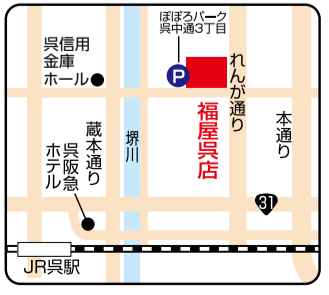 ぽぽろパーク
呉中通3丁目
呉信用
金庫
ホール
P
れんが通り
福屋呉店
本通り
蔵本通り
堺川
呉阪急
ホテル
31
JR呉駅